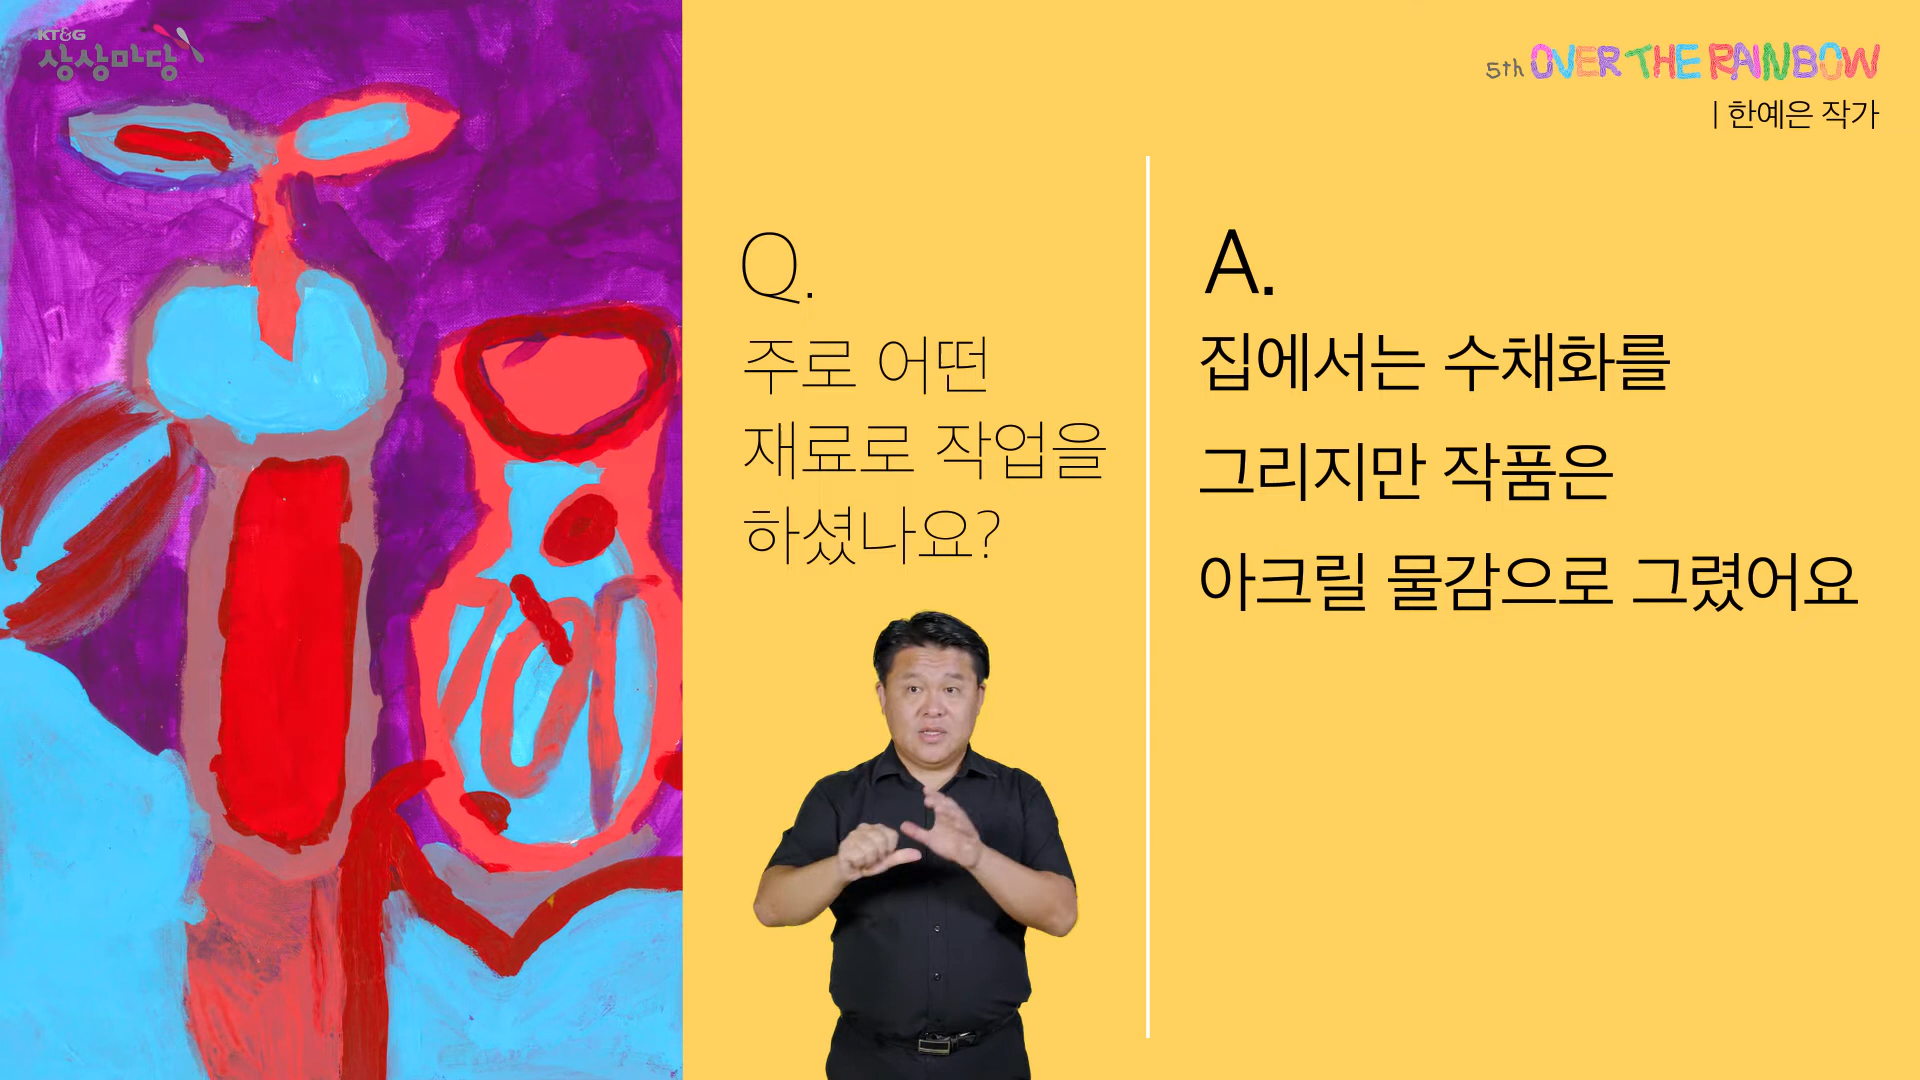 KT&G
상상마당
5th OVER THE RAINBOW
| 한예은 작가
Q.
주로 어떤
재료로 작업을
하셨나요?
A.
집에서는 수채화를
그리지만 작품은
아크릴 물감으로 그렸어요